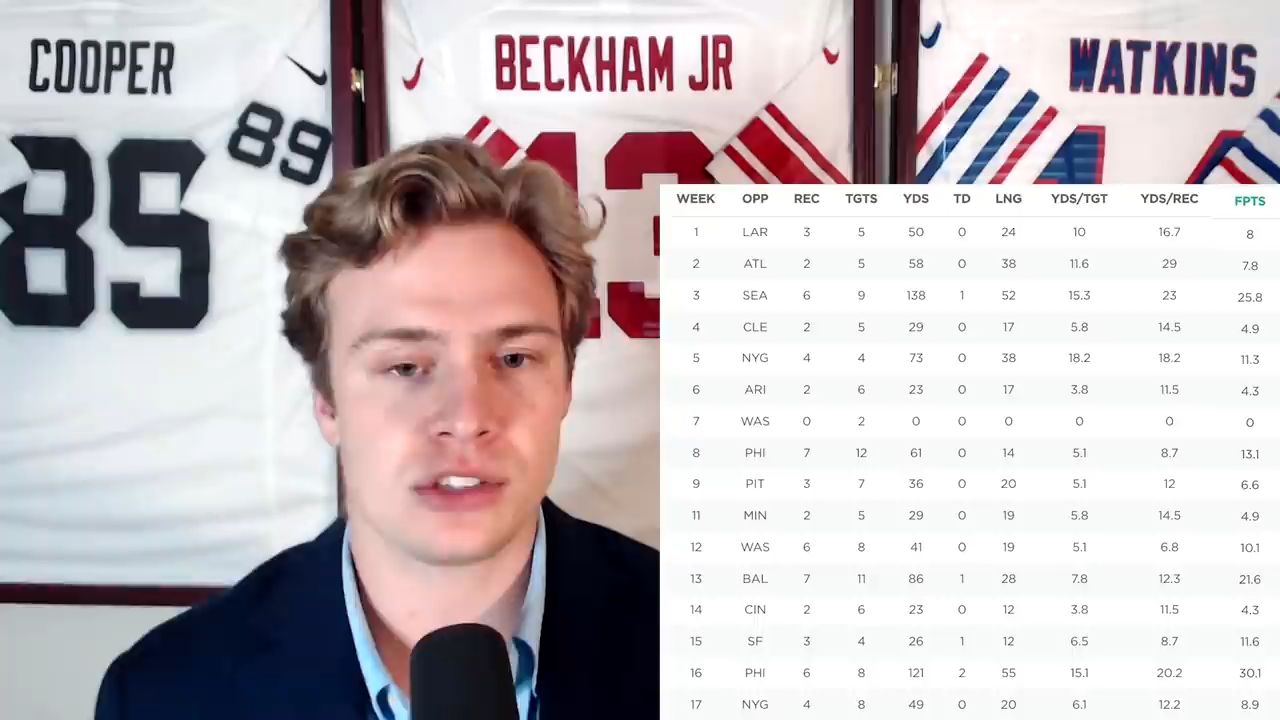 COOPER
BECKHAM JR
WATKINS
89
89
13
1
WEEK OPP REC TGTS YDS TD LNG YDS/TGT YDS/REC FPTS
1 LAR 3 5 50 0 24 10 16.7 8
2 ATL 2 5 58 0 38 11.6 29 7.8
3 SEA 6 9 138 1 52 15.3 23 25.8
4 CLE 2 5 29 0 17 5.8 14.5 4.9
5 NYG 4 4 73 0 38 18.2 18.2 11.3
6 ARI 2 6 23 0 17 3.8 11.5 4.3
7 WAS 0 2 0 0 0 0 0 0
8 PHI 7 12 61 0 14 5.1 8.7 13.1
9 PIT 3 7 36 0 20 5.1 12 6.6
11 MIN 2 5 29 0 19 5.8 14.5 4.9
12 WAS 6 8 41 0 19 5.1 6.8 10.1
13 BAL 7 11 86 1 28 7.8 12.3 21.6
14 CIN 2 6 23 0 12 3.8 11.5 4.3
15 SF 3 4 26 1 12 6.5 8.7 11.6
16 PHI 6 8 121 2 55 15.1 20.2 30.1
17 NYG 4 8 49 0 20 6.1 12.2 8.9